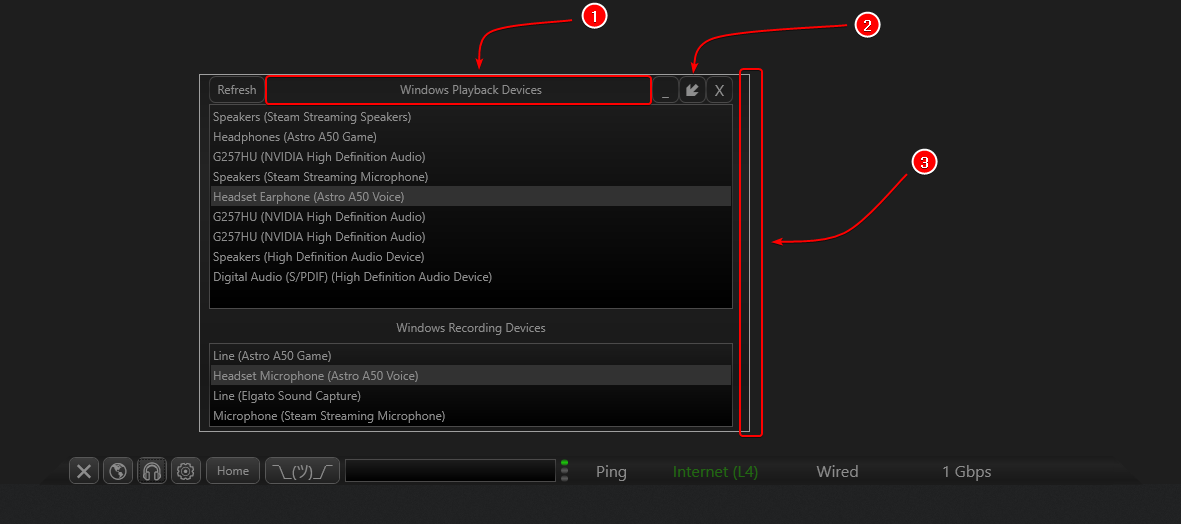 1
2
Refresh Windows Playback Devices _ X
Speakers (Steam Streaming Speakers)
Headphones (Astro A50 Game)
3
G257HU (NVIDIA High Definition Audio)
Speakers (Steam Streaming Microphone)
Headset Earphone (Astro A50 Voice)
G257HU (NVIDIA High Definition Audio)
G257HU (NVIDIA High Definition Audio)
Speakers (High Definition Audio Device)
Digital Audio (S/PDIF) (High Definition Audio Device)
Windows Recording Devices
Line (Astro A50 Game)
Headset Microphone (Astro A50 Voice)
Line (Elgato Sound Capture)
Microphone (Steam Streaming Microphone)
Home ¯\_(ツ)_/¯ Ping Internet (L4) Wired 1 Gbps